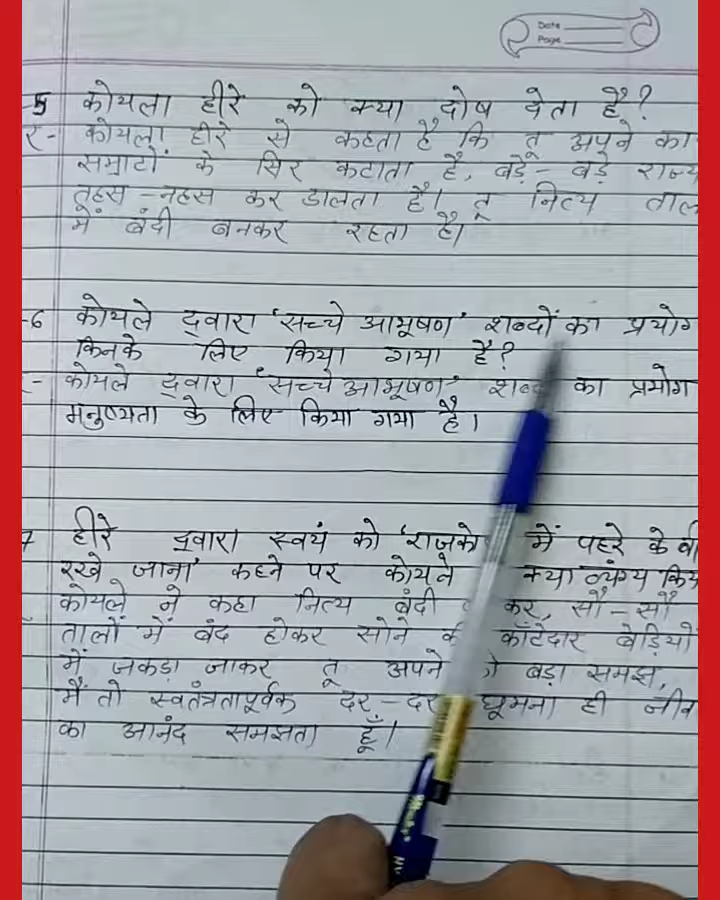 Date
Page
5 कोयला हीरे को क्या दोष देता है?
कोयला हीरे से कहता है कि तू अपने का
सम्राटों के सिर कटाता है, बड़े-बड़े राज्य
तहस-नहस कर डालता है। तू नित्य ताल
में बंदी बनकर रहता है।
6 कोयले द्वारा 'सच्चे आभूषण' शब्दों का प्रयोग
किनके लिए किया गया है?
कोयले द्वारा 'सच्चे आभूषण' का प्रयोग
मनुष्यता के लिए किया गया है।
7 हीरे द्वारा स्वयं को में पहरे के
रखे जाना' कहने पर कोयले क्या व्यंग्य
कोयले ने कहा नित्य बंदी कर, सौ-सौ
तालों में बंद होकर सोने काँटेदार बेड़ियों
में जकड़ा जाकर तू अपने बड़ा समझ,
मैं तो स्वतंत्रतापूर्वक दर-दर घूमना ही
का आनंद समझता हूँ।